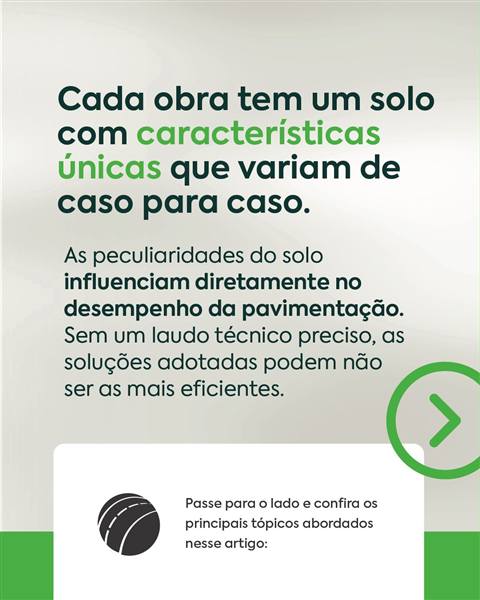 Cada obra tem um solo
com características
únicas que variam de
caso para caso.
As peculiaridades do solo
influenciam diretamente no
desempenho da pavimentação.
Sem um laudo técnico preciso, as
soluções adotadas podem não
ser as mais eficientes.
Passe para o lado e confira os
principais tópicos abordados
nesse artigo: